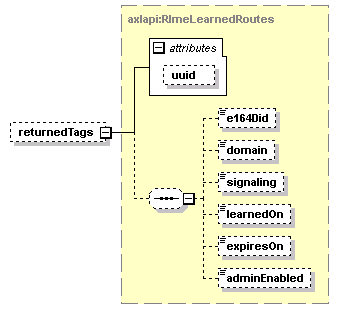 axlapi:RImeLearnedRoutes
attributes
uuid
returnedTags
e164Did
domain
signaling
learnedOn
expiresOn
adminEnabled